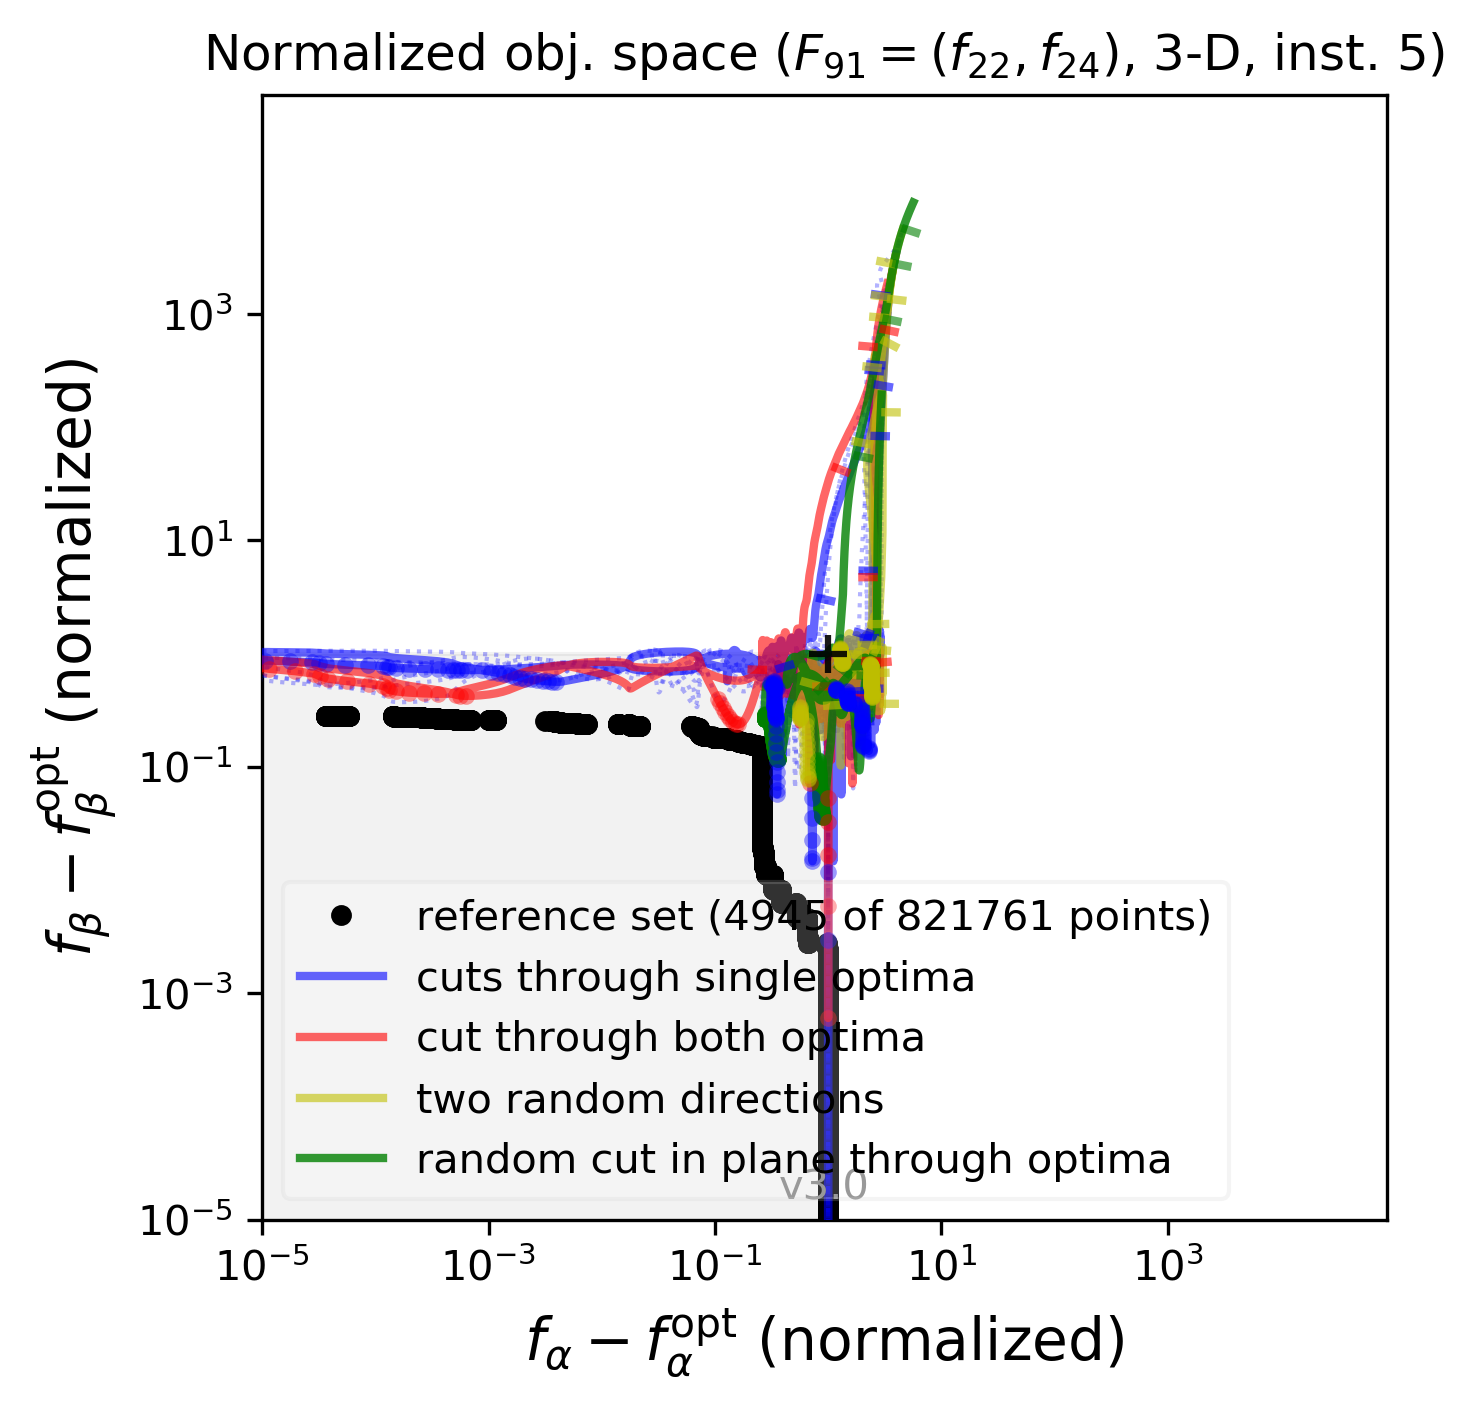 Normalized obj. space (F₉₁ = (f₂₂, f₂₄), 3-D, inst. 5)
10³
10¹
10⁻¹
10⁻³
10⁻⁵
f_β − f_β^opt (normalized)
reference set (4945 of 821761 points)
cuts through single optima
cut through both optima
two random directions
random cut in plane through optima
v3.0
10⁻⁵ 10⁻³ 10⁻¹ 10¹ 10³
f_α − f_α^opt (normalized)